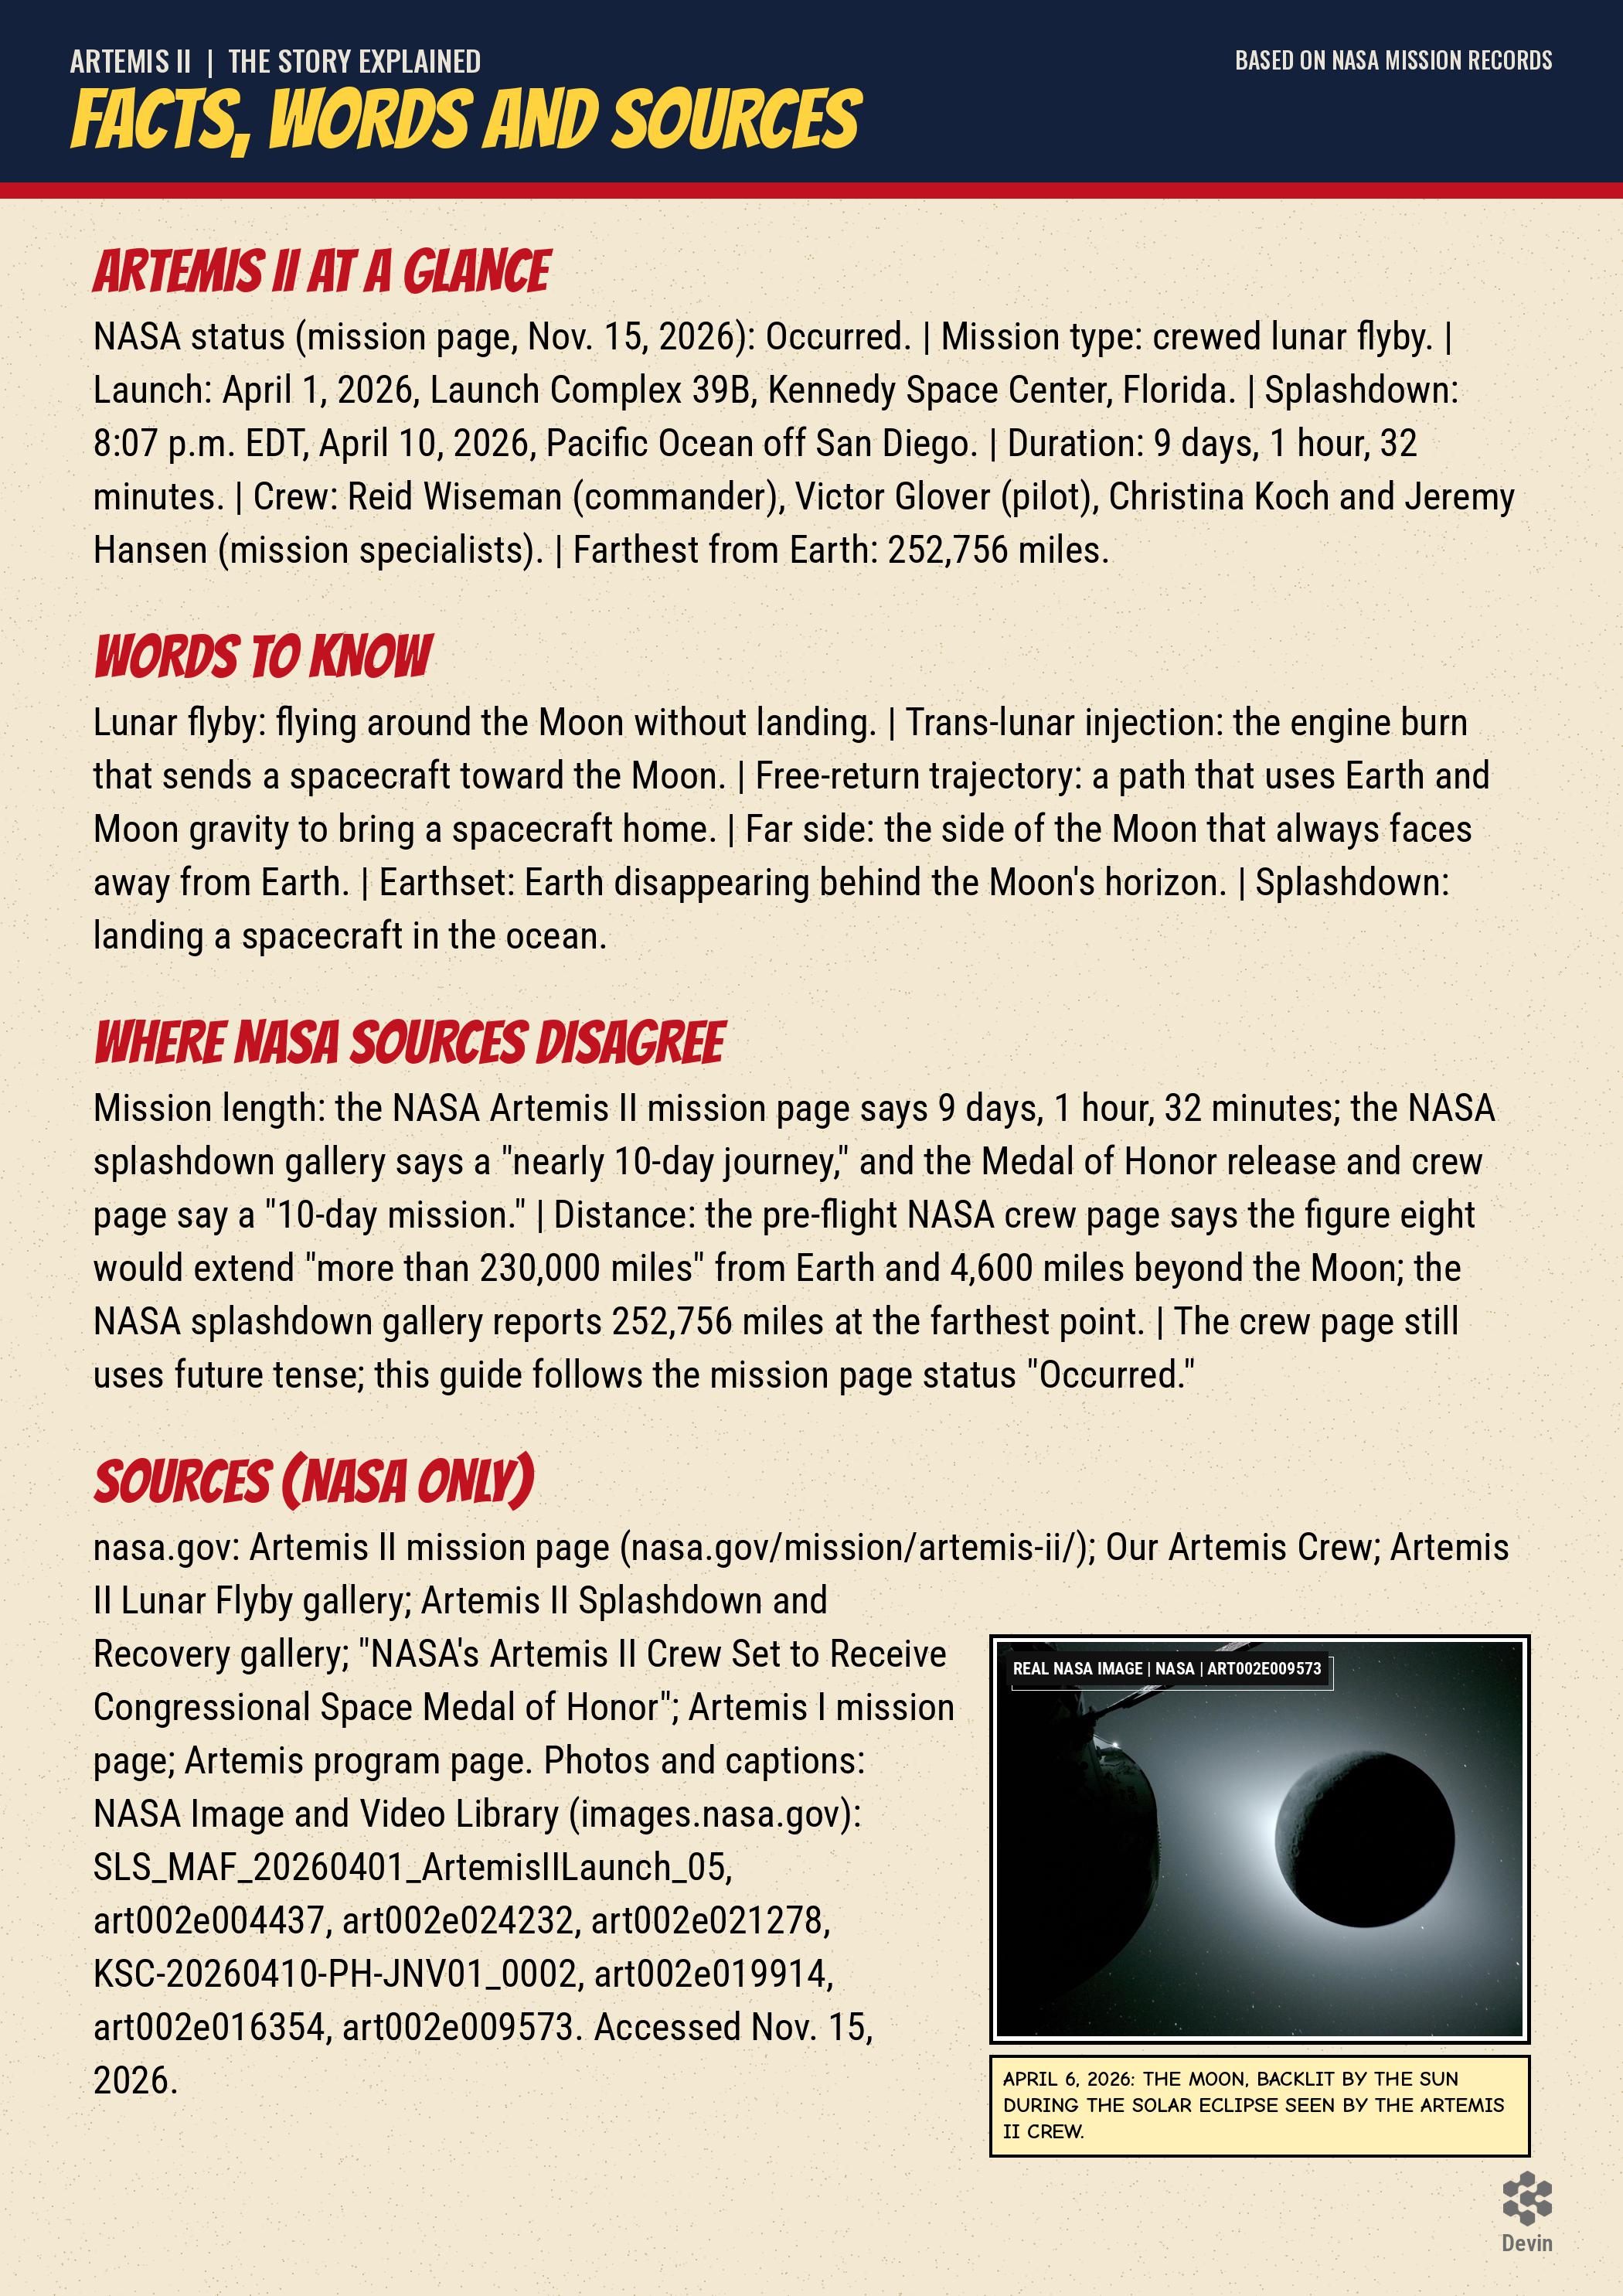 ARTEMIS II | THE STORY EXPLAINED
BASED ON NASA MISSION RECORDS
FACTS, WORDS AND SOURCES
ARTEMIS II AT A GLANCE
NASA status (mission page, Nov. 15, 2026): Occurred. | Mission type: crewed lunar flyby. |
Launch: April 1, 2026, Launch Complex 39B, Kennedy Space Center, Florida. | Splashdown:
8:07 p.m. EDT, April 10, 2026, Pacific Ocean off San Diego. | Duration: 9 days, 1 hour, 32
minutes. | Crew: Reid Wiseman (commander), Victor Glover (pilot), Christina Koch and Jeremy
Hansen (mission specialists). | Farthest from Earth: 252,756 miles.
WORDS TO KNOW
Lunar flyby: flying around the Moon without landing. | Trans-lunar injection: the engine burn
that sends a spacecraft toward the Moon. | Free-return trajectory: a path that uses Earth and
Moon gravity to bring a spacecraft home. | Far side: the side of the Moon that always faces
away from Earth. | Earthset: Earth disappearing behind the Moon's horizon. | Splashdown:
landing a spacecraft in the ocean.
WHERE NASA SOURCES DISAGREE
Mission length: the NASA Artemis II mission page says 9 days, 1 hour, 32 minutes; the NASA
splashdown gallery says a "nearly 10-day journey," and the Medal of Honor release and crew
page say a "10-day mission." | Distance: the pre-flight NASA crew page says the figure eight
would extend "more than 230,000 miles" from Earth and 4,600 miles beyond the Moon; the
NASA splashdown gallery reports 252,756 miles at the farthest point. | The crew page still
uses future tense; this guide follows the mission page status "Occurred."
SOURCES (NASA ONLY)
nasa.gov: Artemis II mission page (nasa.gov/mission/artemis-ii/); Our Artemis Crew; Artemis
II Lunar Flyby gallery; Artemis II Splashdown and
Recovery gallery; "NASA's Artemis II Crew Set to Receive
Congressional Space Medal of Honor"; Artemis I mission
page; Artemis program page. Photos and captions:
NASA Image and Video Library (images.nasa.gov):
SLS_MAF_20260401_ArtemisIILaunch_05,
art002e004437, art002e024232, art002e021278,
KSC-20260410-PH-JNV01_0002, art002e019914,
art002e016354, art002e009573. Accessed Nov. 15,
2026.
REAL NASA IMAGE | NASA | ART002E009573
APRIL 6, 2026: THE MOON, BACKLIT BY THE SUN
DURING THE SOLAR ECLIPSE SEEN BY THE ARTEMIS
II CREW.
Devin